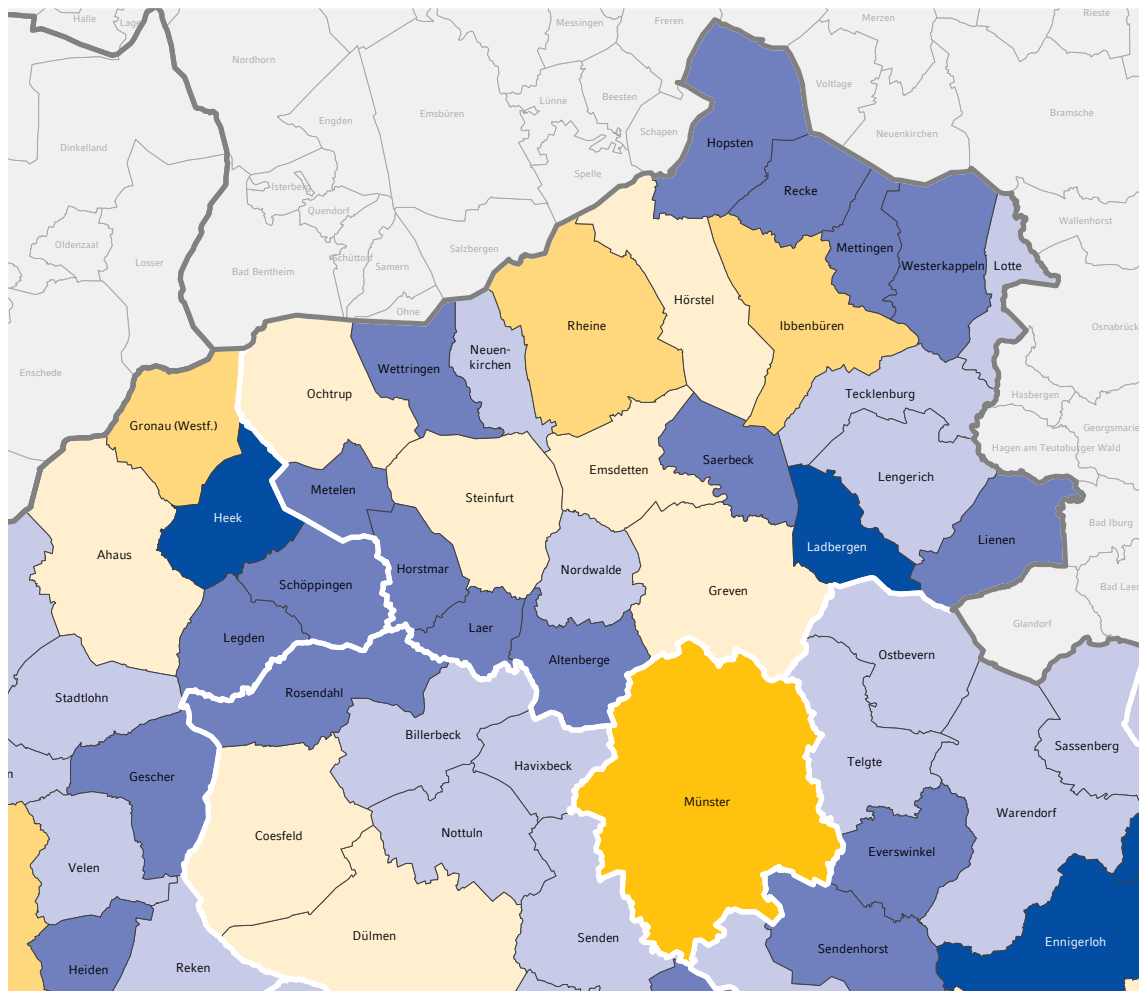 Halle
Lage
Messingen
Freren
Merzen
Rieste
Nordhorn
Voltlage
Lünne
Beesten
Emsbüren
Engden
Bramsche
Schapen
Neuenkirchen
Hopsten
Dinkelland
Spelle
Isterberg
Recke
Quendorf
Wallenhorst
Oldenzaal
Salzbergen
Mettingen
Losser
Schüttorf
Samern
Westerkappeln
Lotte
Bad Bentheim
Hörstel
Ohne
Rheine
Ibbenbüren
Osnabrück
Neuen-
kirchen
Enschede
Wettringen
Ochtrup
Tecklenburg
Hasbergen
Gronau (Westf.)
Georgsmarie
Hagen am Teutoburger Wald
Saerbeck
Emsdetten
Lengerich
Metelen
Steinfurt
Heek
Bad Iburg
Lienen
Ladbergen
Ahaus
Horstmar
Nordwalde
Schöppingen
Bad Laer
Greven
Glandorf
Laer
Legden
Ostbevern
Altenberge
Rosendahl
Stadtlohn
Billerbeck
Sassenberg
Telgte
Havixbeck
n
Gescher
Münster
Warendorf
Coesfeld
Nottuln
Everswinkel
Velen
Dülmen
Senden
Ennigerloh
Sendenhorst
Reken
Heiden